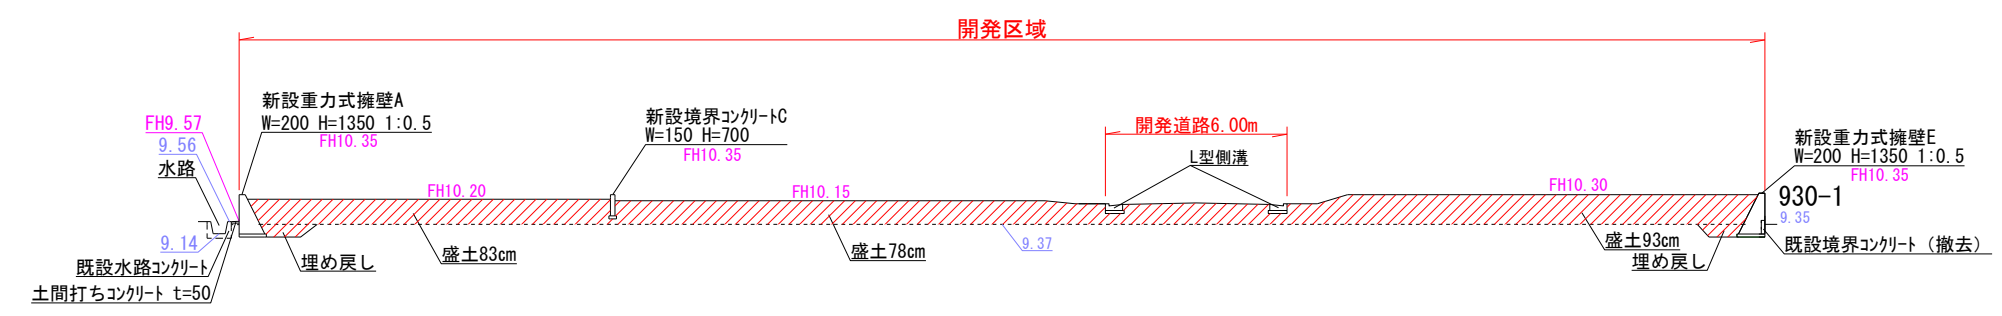 開発区域
新設重力式擁壁A
W=200 H=1350 1:0.5
FH10.35
FH9.57
9.56
水路
新設境界コンクリートC
W=150 H=700
FH10.35
開発道路6.00m
L型側溝
新設重力式擁壁E
W=200 H=1350 1:0.5
FH10.35
FH10.20
FH10.15
FH10.30
930-1
9.35
9.14
既設水路コンクリート
土間打ちコンクリート t=50
埋め戻し
盛土83cm
盛土78cm
9.37
盛土93cm
埋め戻し
既設境界コンクリート（撤去）